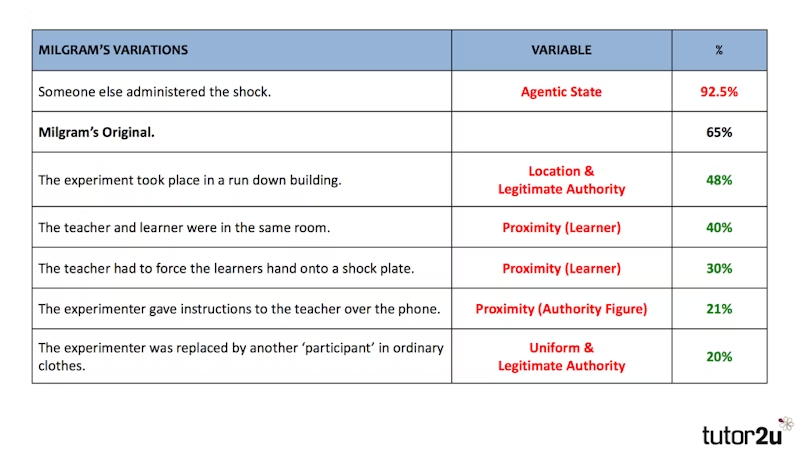 MILGRAM'S VARIATIONS VARIABLE %
Someone else administered the shock. Agentic State 92.5%
Milgram's Original. 65%
The experiment took place in a run down building. Location & Legitimate Authority 48%
The teacher and learner were in the same room. Proximity (Learner) 40%
The teacher had to force the learners hand onto a shock plate. Proximity (Learner) 30%
The experimenter gave instructions to the teacher over the phone. Proximity (Authority Figure) 21%
The experimenter was replaced by another ‘participant’ in ordinary
clothes. Uniform & Legitimate Authority 20%
tutor2u